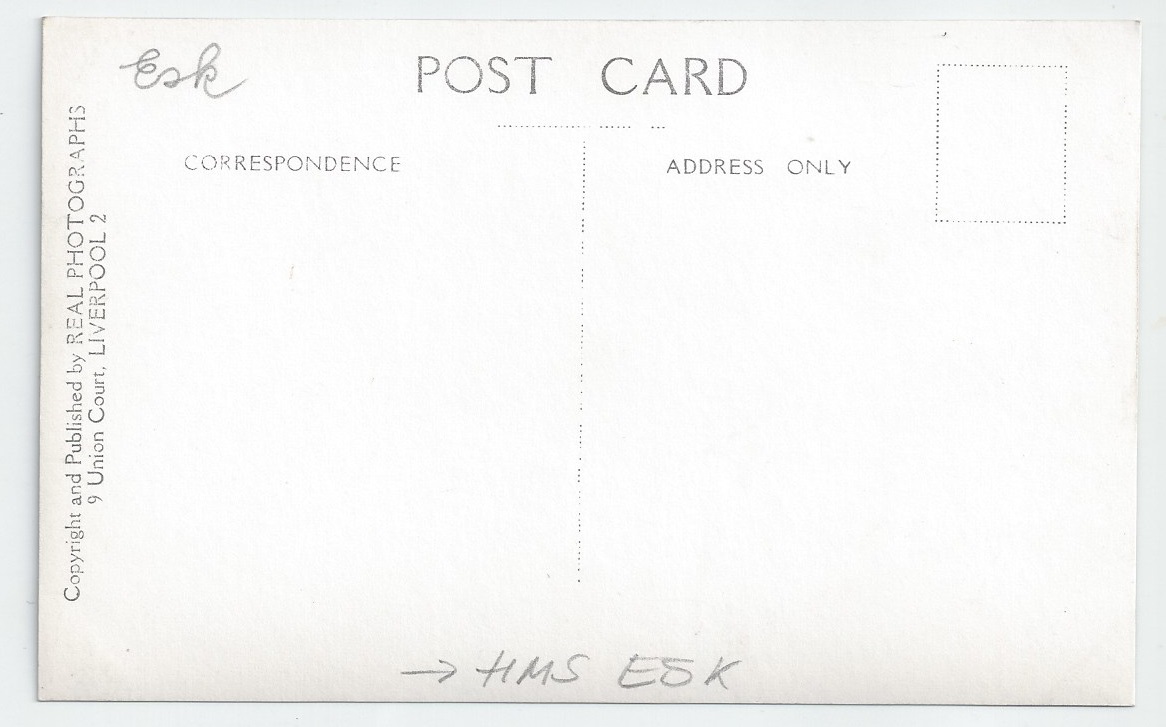 Esk
POST CARD
CORRESPONDENCE
ADDRESS ONLY
Copyright and Published by REAL PHOTOGRAPHS
9 Union Court, LIVERPOOL 2
→ HMS ESK